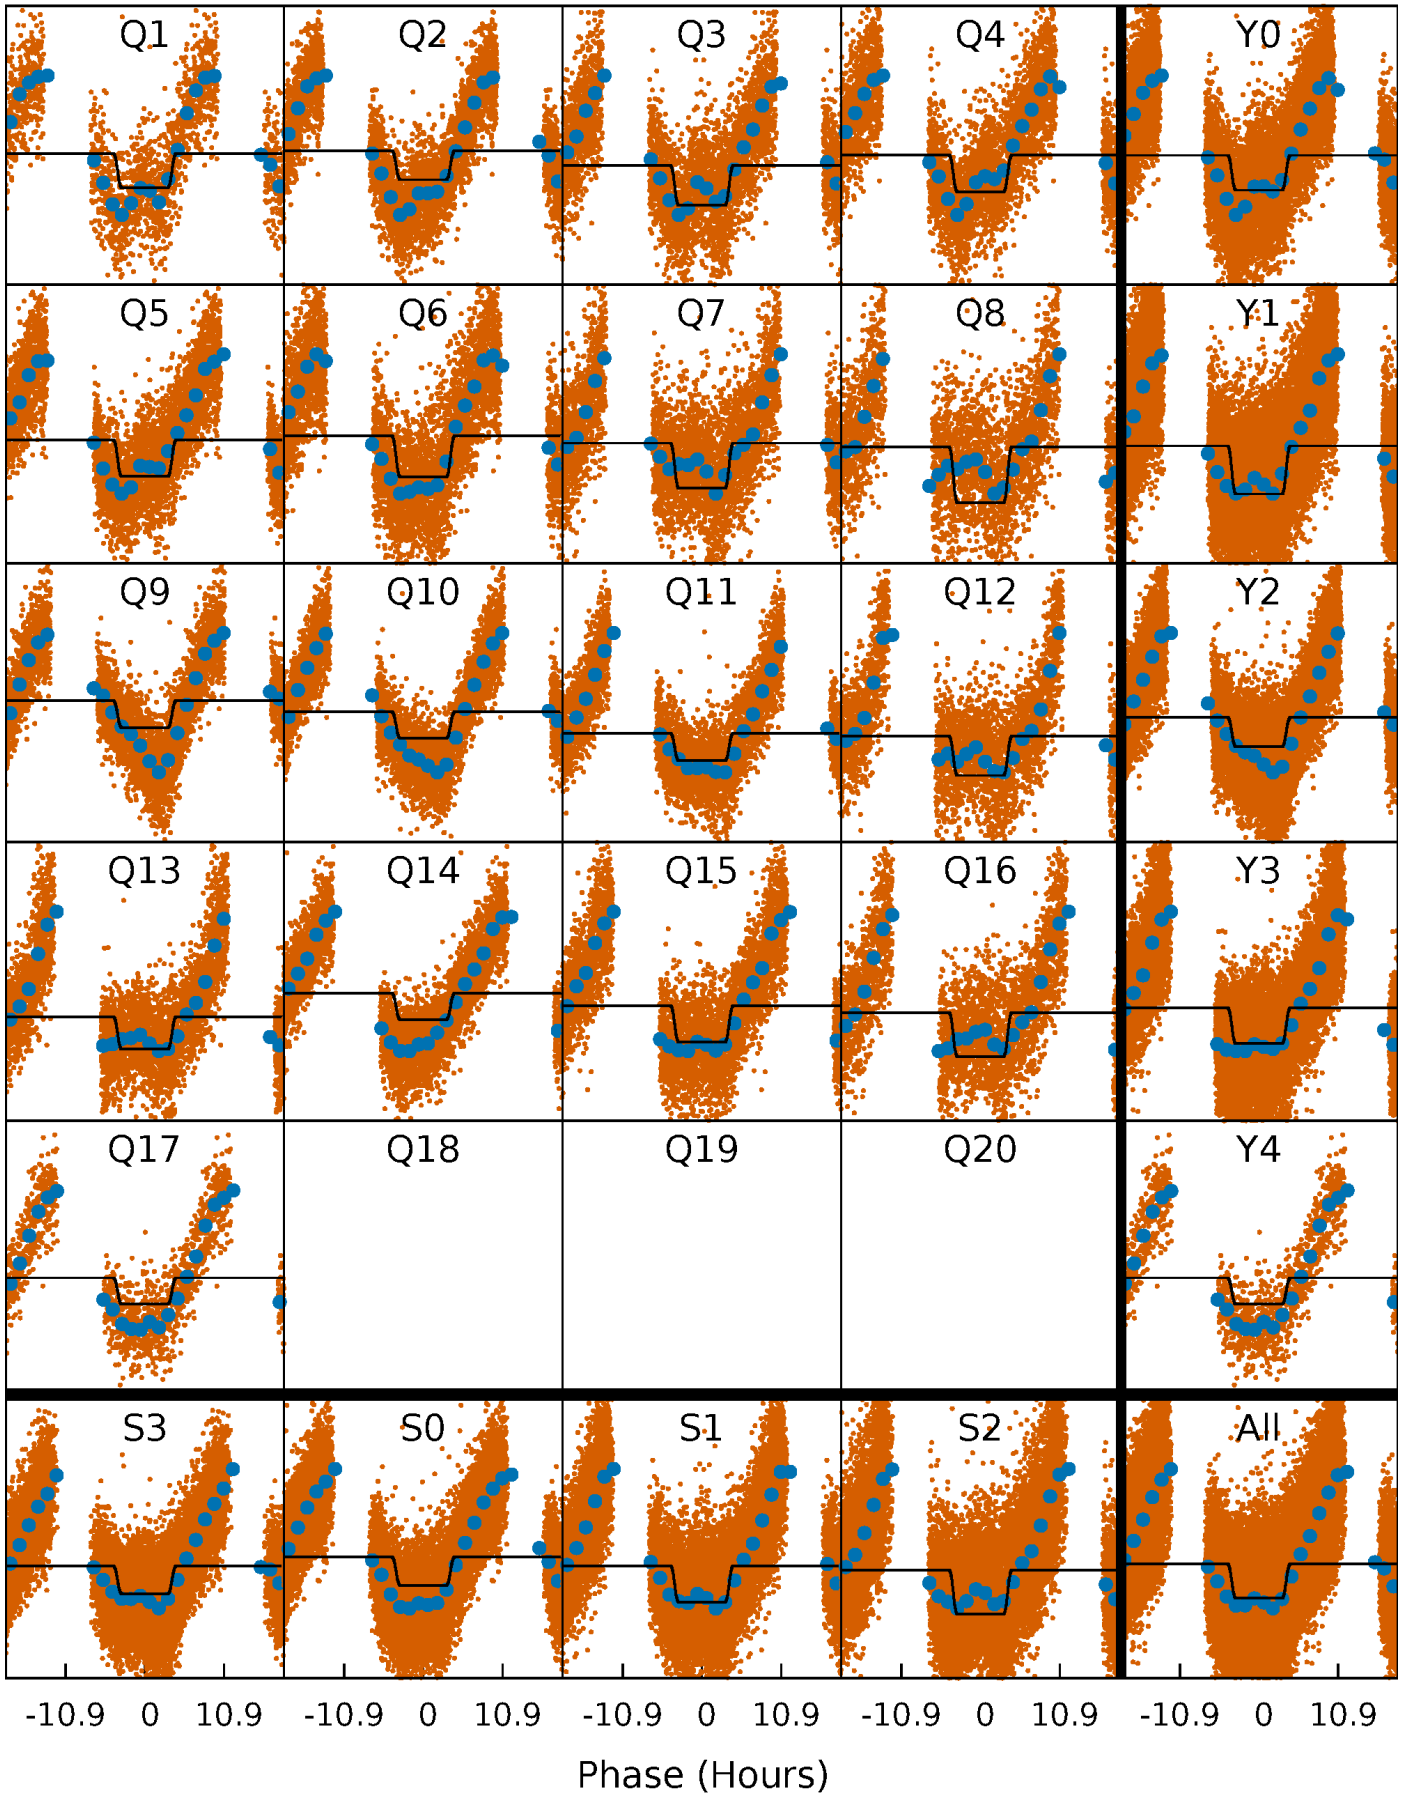 Q1 Q2 Q3 Q4 Y0
Q5 Q6 Q7 Q8 Y1
Q9 Q10 Q11 Q12 Y2
Q13 Q14 Q15 Q16 Y3
Q17 Q18 Q19 Q20 Y4
S3 S0 S1 S2 All
-10.9 0 10.9 -10.9 0 10.9 -10.9 0 10.9 -10.9 0 10.9 -10.9 0 10.9
Phase (Hours)